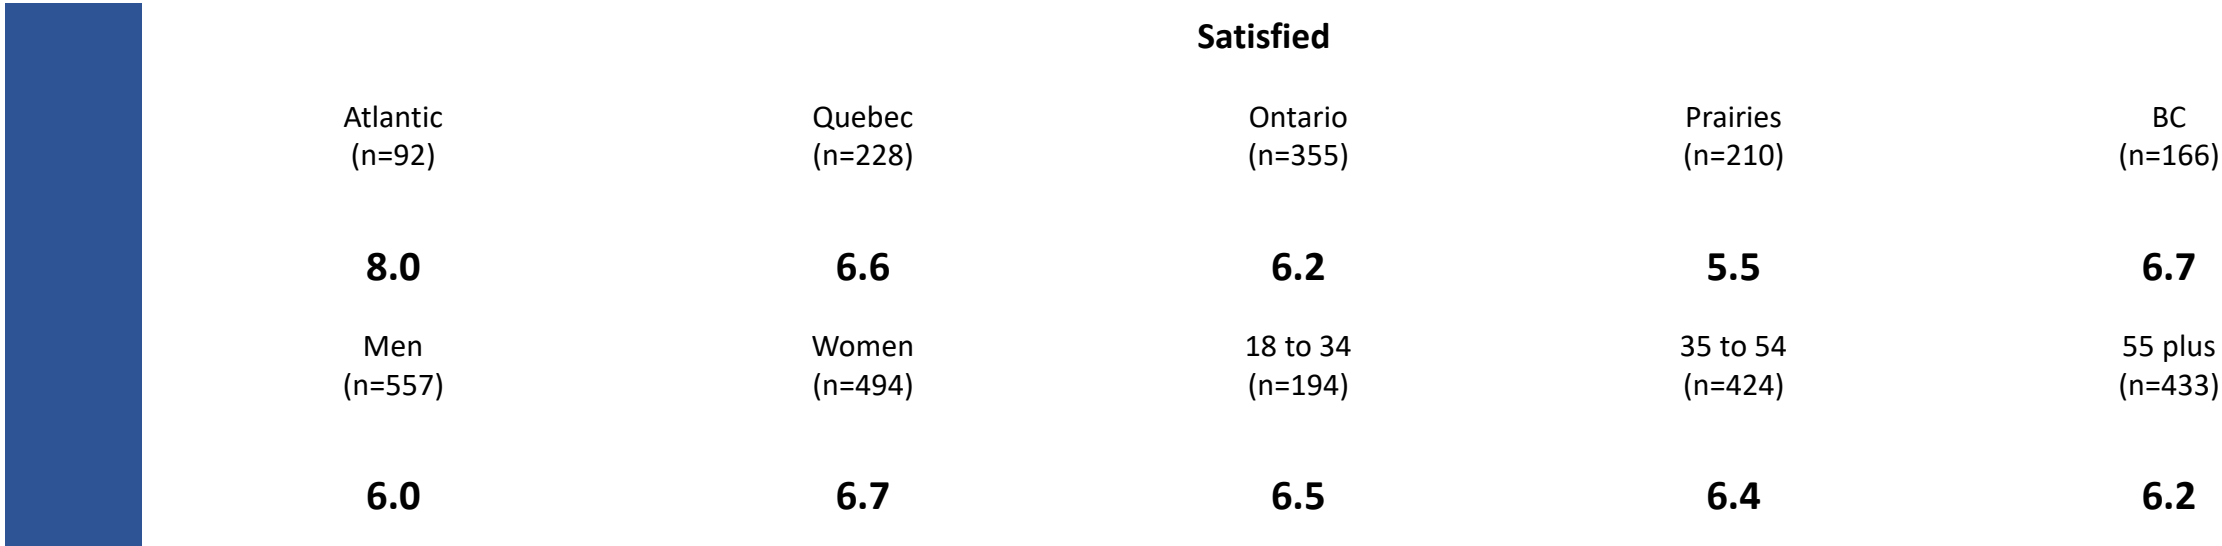 Satisfied
Atlantic Quebec Ontario Prairies BC
(n=92) (n=228) (n=355) (n=210) (n=166)
8.0 6.6 6.2 5.5 6.7
Men Women 18 to 34 35 to 54 55 plus
(n=557) (n=494) (n=194) (n=424) (n=433)
6.0 6.7 6.5 6.4 6.2